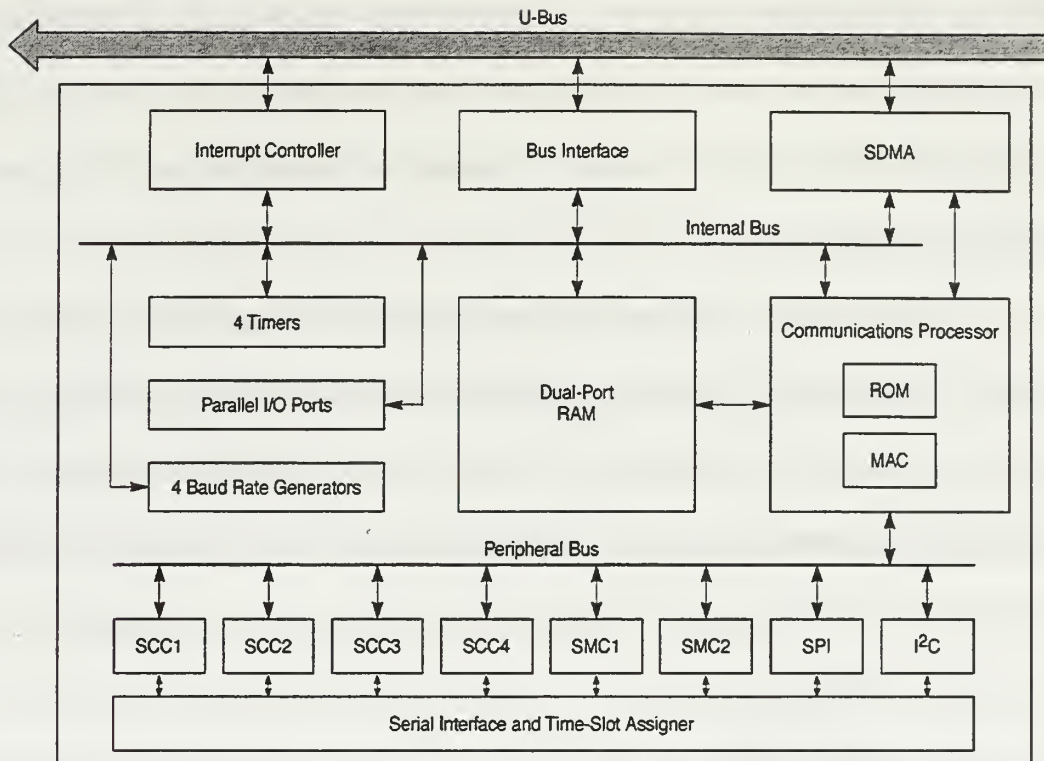 U-Bus
Interrupt Controller
Bus Interface
SDMA
Internal Bus
4 Timers
Parallel I/O Ports
4 Baud Rate Generators
Dual-Port
RAM
Communications Processor
ROM
MAC
Peripheral Bus
SCC1
SCC2
SCC3
SCC4
SMC1
SMC2
SPI
I²C
Serial Interface and Time-Slot Assigner